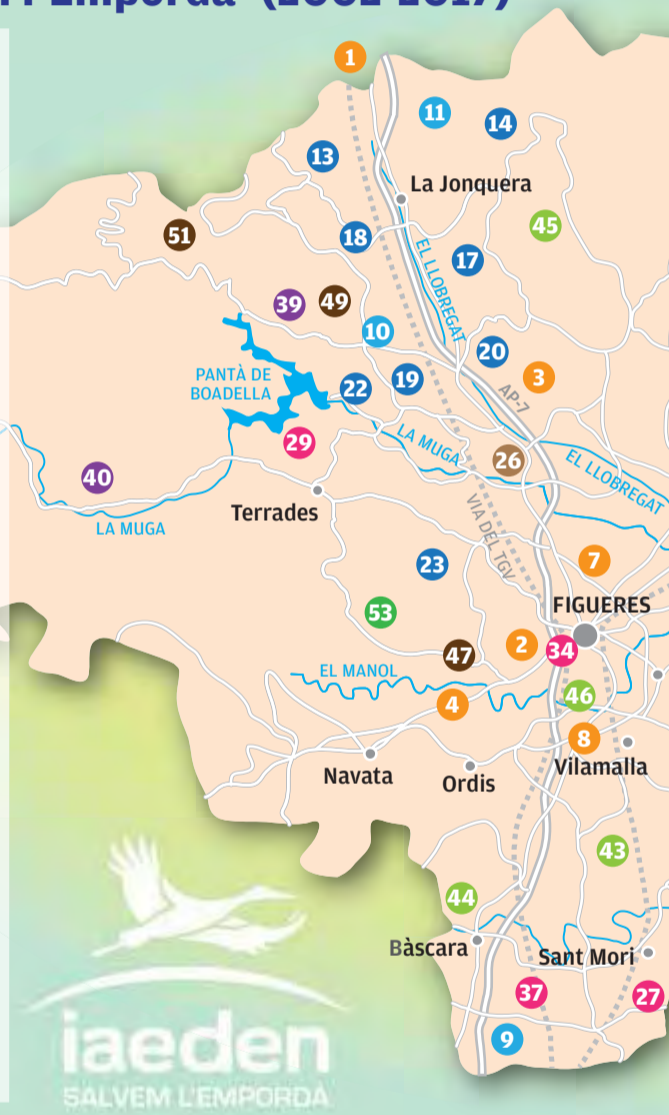 Empordà (2002-2017)
1
11
14
13
La Jonquera
51
18
45
17
EL LLOBREGAT
39
49
10
20
3
PANTÀ DE
BOADELLA
22
19
AP-7
29
LA MUGA
26
EL LLOBREGAT
40
Terrades
LA MUGA
VIA DEL TGV
23
7
53
FIGUERES
47
2
34
EL MANOL
46
4
8
Navata
Ordis
Vilamalla
43
44
Bàscara
Sant Mori
37
27
9
iaeden
SALVEM L'EMPORDÀ